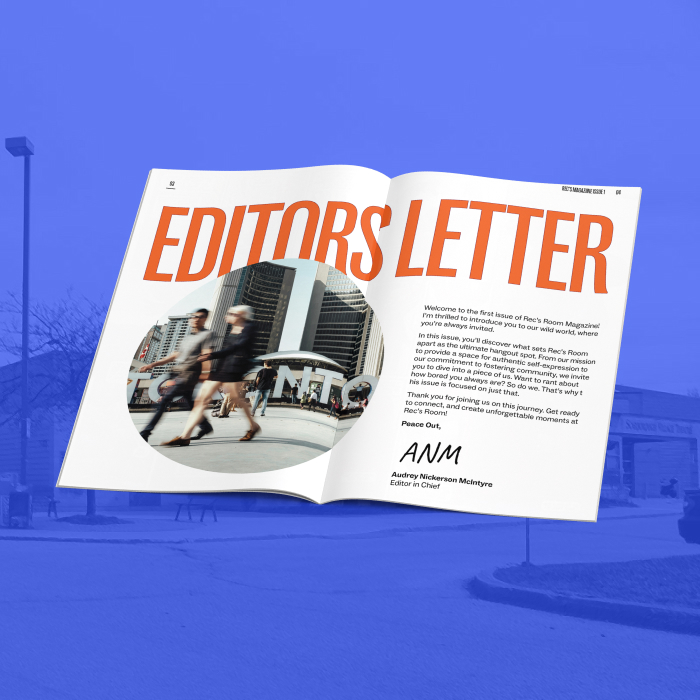 03
REC'S MAGAZINE ISSUE 1
EDITORS LETTER
Welcome to the first issue of Rec's Room Magazine!
I'm thrilled to introduce you to our wild world, where
you're always invited.
In this issue, you'll discover what sets Rec's Room
apart as the ultimate hangout spot. From our mission
to provide a space for authentic self-expression to
our commitment to fostering community, we invite
you to dive into a piece of us. Want to rant about
how bored you always are? So do we. That's why t
his issue is focused on just that.
Thank you for joining us on this journey. Get ready
to connect, and create unforgettable moments at
Rec's Room!
Peace Out,
ANM
Audrey Nickerson McIntyre
Editor in Chief